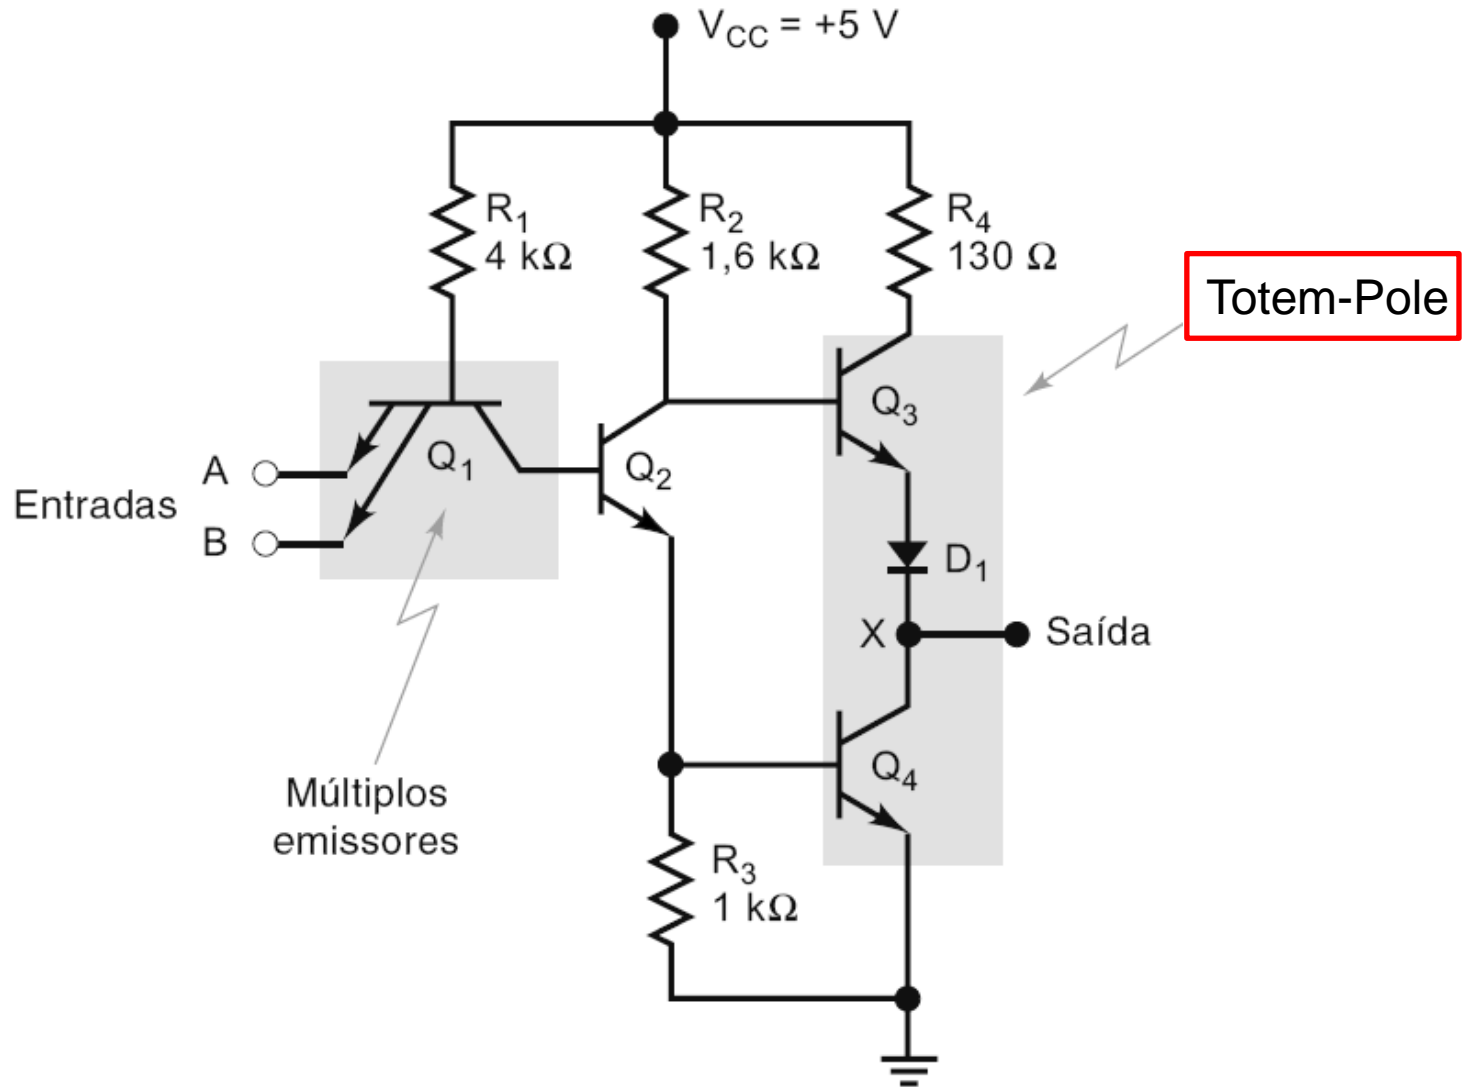 V_CC = +5 V
R₁
4 kΩ
R₂
1,6 kΩ
R₄
130 Ω
Totem-Pole
Q₃
A
Q₁
Q₂
Entradas
B
D₁
X
Saída
Q₄
Múltiplos
emissores
R₃
1 kΩ